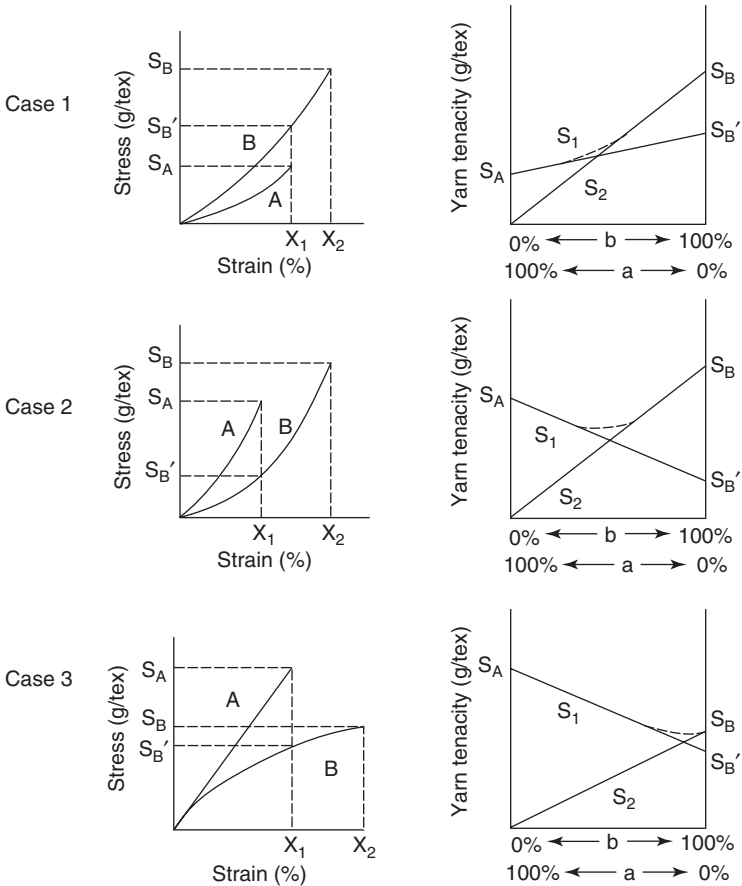 Case 1
Stress (g/tex)
S_B
S_B′
S_A
B
A
X_1 X_2
Strain (%)
Yarn tenacity (g/tex)
S_A
S_1
S_2
S_B
S_B′
0% ← b → 100%
100% ← a → 0%
Case 2
Stress (g/tex)
S_B
S_A
S_B′
A
B
X_1 X_2
Strain (%)
Yarn tenacity (g/tex)
S_A
S_1
S_2
S_B
S_B′
0% ← b → 100%
100% ← a → 0%
Case 3
Stress (g/tex)
S_A
S_B
S_B′
A
B
X_1 X_2
Strain (%)
Yarn tenacity (g/tex)
S_A
S_1
S_2
S_B
S_B′
0% ← b → 100%
100% ← a → 0%